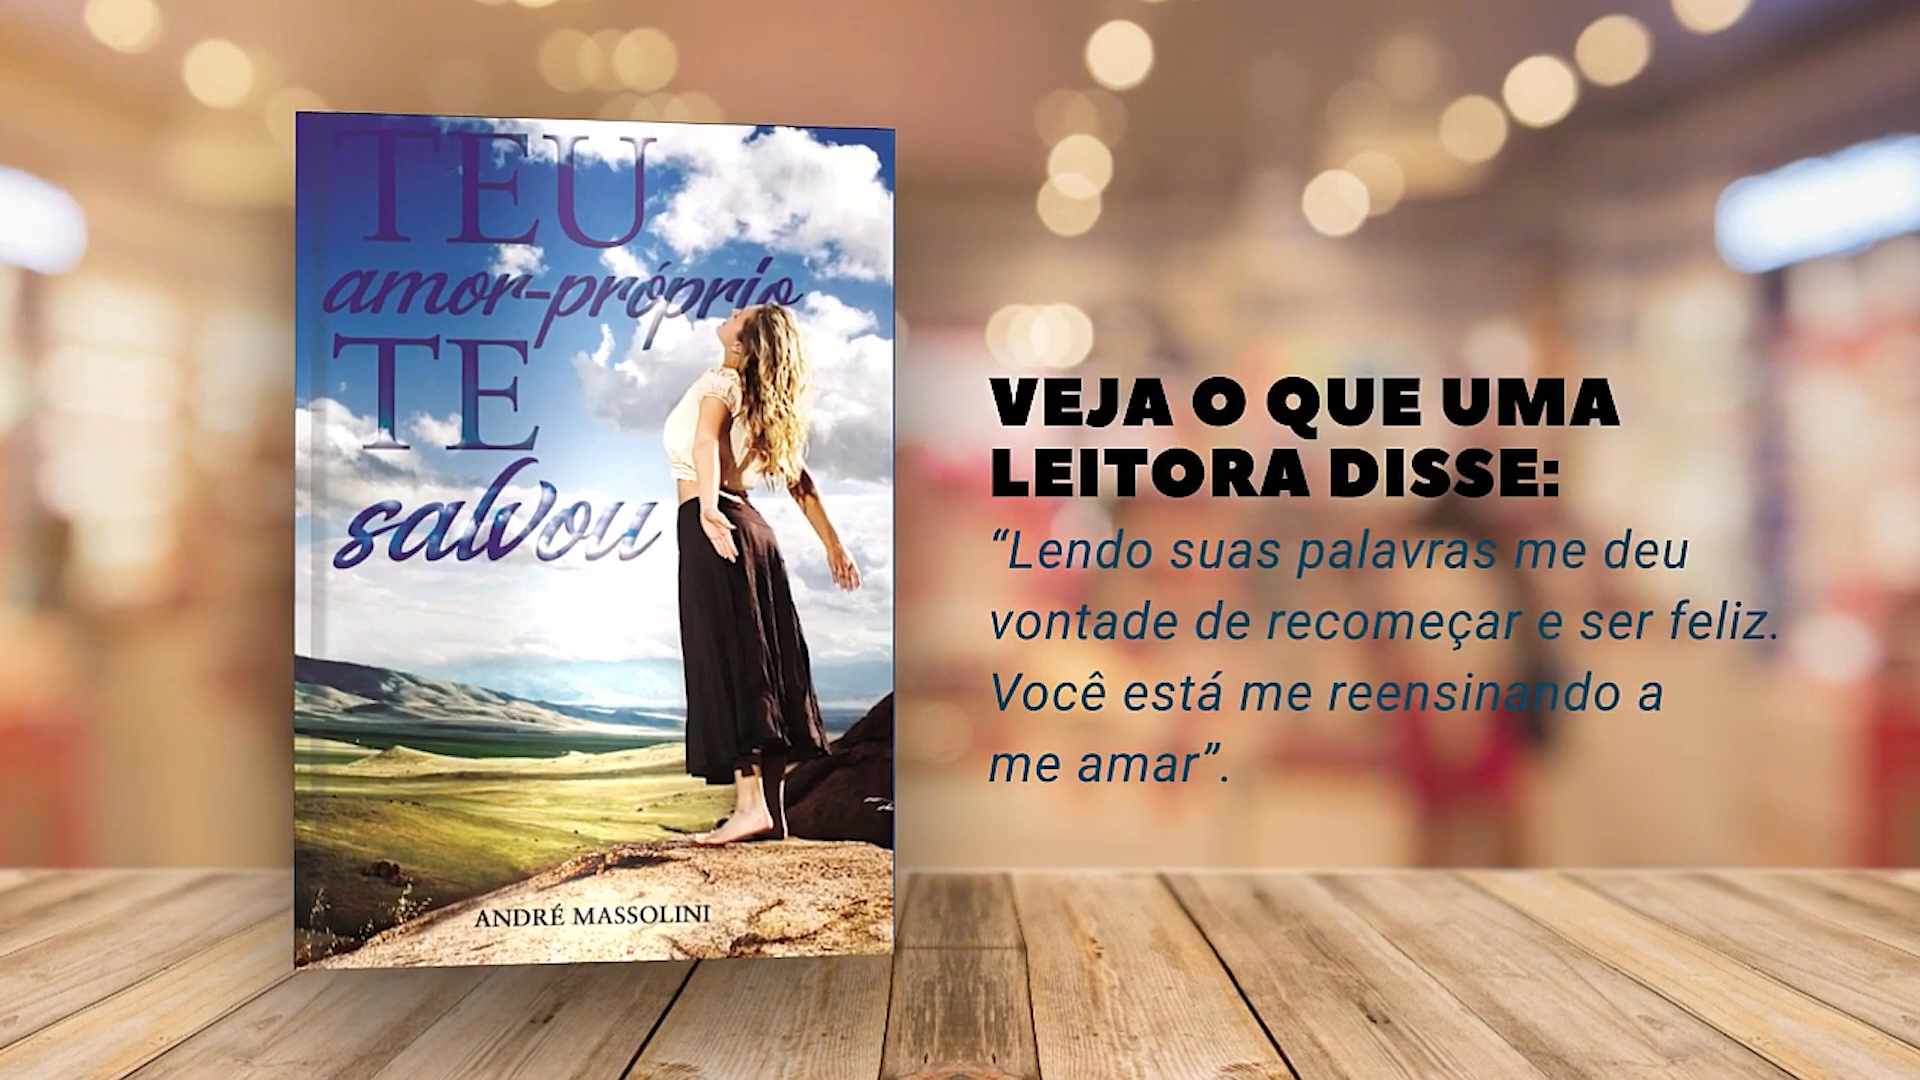 TEU
amor-próprio
TE
salvou
ANDRÉ MASSOLINI
VEJA O QUE UMA
LEITORA DISSE:
“Lendo suas palavras me deu
vontade de recomeçar e ser feliz.
Você está me reensinando a
me amar”.